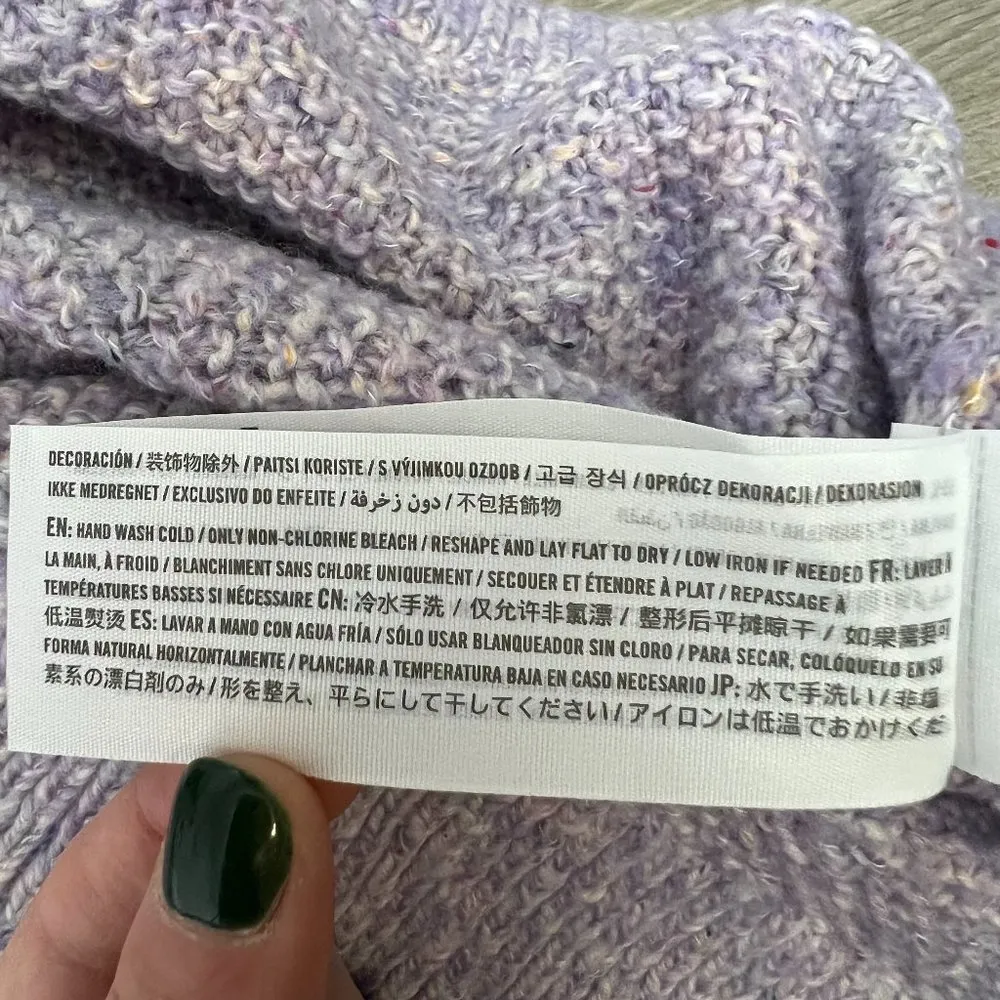 DECORACIÓN / 装饰物除外 / PAITSI KORISTE / S VÝJIMKOU OZDOB / 고급 장식 / OPRÓCZ DEKORACJI / DEKORASJON
IKKE MEDREGNET / EXCLUSIVO DO ENFEITE / دون زخرفة / 不包括飾物
EN: HAND WASH COLD / ONLY NON-CHLORINE BLEACH / RESHAPE AND LAY FLAT TO DRY / LOW IRON IF NEEDED FR: LAVER À
LA MAIN, À FROID / BLANCHIMENT SANS CHLORE UNIQUEMENT / SECOUER ET ÉTENDRE À PLAT / REPASSAGE À
TEMPÉRATURES BASSES SI NÉCESSAIRE CN: 冷水手洗 / 仅允许非氯漂 / 整形后平摊晾干 / 如果需要可
低温熨烫 ES: LAVAR A MANO CON AGUA FRÍA / SÓLO USAR BLANQUEADOR SIN CLORO / PARA SECAR, COLÓQUELO EN SU
FORMA NATURAL HORIZONTALMENTE / PLANCHAR A TEMPERATURA BAJA EN CASO NECESARIO JP: 水で手洗い / 非塩
素系の漂白剤のみ / 形を整え、平らにして干してください / アイロンは低温でおかけくだ